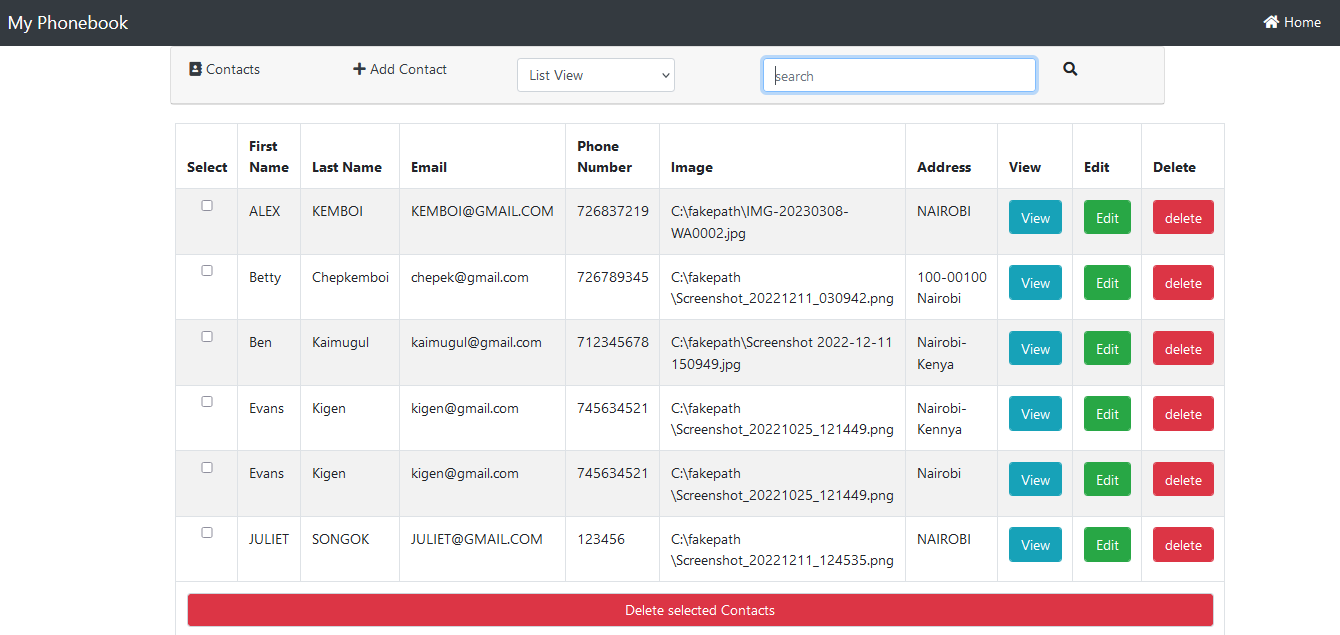 My Phonebook Home
Contacts Add Contact List View search
Select First Name Last Name Email Phone Number Image Address View Edit Delete
ALEX KEMBOI KEMBOI@GMAIL.COM 726837219 C:\fakepath\IMG-20230308-WA0002.jpg NAIROBI View Edit delete
Betty Chepkemboi chepek@gmail.com 726789345 C:\fakepath\Screenshot_20221211_030942.png 100-00100 Nairobi View Edit delete
Ben Kaimugul kaimugul@gmail.com 712345678 C:\fakepath\Screenshot 2022-12-11 150949.jpg Nairobi-Kenya View Edit delete
Evans Kigen kigen@gmail.com 745634521 C:\fakepath\Screenshot_20221025_121449.png Nairobi-Kennya View Edit delete
Evans Kigen kigen@gmail.com 745634521 C:\fakepath\Screenshot_20221025_121449.png Nairobi View Edit delete
JULIET SONGOK JULIET@GMAIL.COM 123456 C:\fakepath\Screenshot_20221211_124535.png NAIROBI View Edit delete
Delete selected Contacts